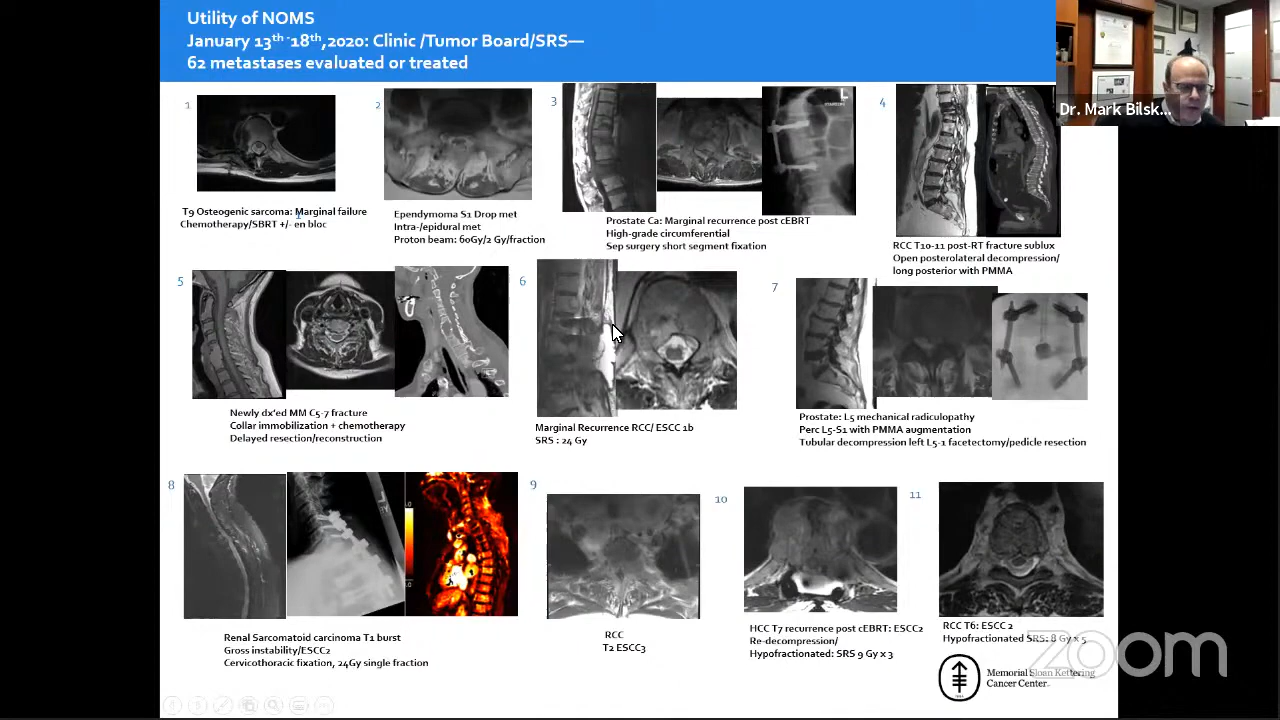 Utility of NOMS
January 13th -18th,2020: Clinic /Tumor Board/SRS—
62 metastases evaluated or treated
Dr. Mark Bilsk...
1
T9 Osteogenic sarcoma: Marginal failure
Chemotherapy/SBRT +/- en bloc
1
2
Ependymoma S1 Drop met
Intra-/epidural met
Proton beam: 60Gy/2 Gy/fraction
3
L
Prostate Ca: Marginal recurrence post cEBRT
High-grade circumferential
Sep surgery short segment fixation
4
RCC T10-11 post-RT fracture sublux
Open posterolateral decompression/
long posterior with PMMA
5
Newly dx'ed MM C5-7 fracture
Collar immobilization + chemotherapy
Delayed resection/reconstruction
6
Marginal Recurrence RCC/ ESCC 1b
SRS : 24 Gy
7
Prostate: L5 mechanical radiculopathy
Perc L5-S1 with PMMA augmentation
Tubular decompression left L5-1 facetectomy/pedicle resection
8
Renal Sarcomatoid carcinoma T1 burst
Gross instability/ESCC2
Cervicothoracic fixation, 24Gy single fraction
9
RCC
T2 ESCC3
10
HCC T7 recurrence post cEBRT: ESCC2
Re-decompression/
Hypofractionated: SRS 9 Gy x 3
11
RCC T6: ESCC 2
Hypofractionated SRS: 8 Gy x 5
Memorial Sloan Kettering
Cancer Center
zoom